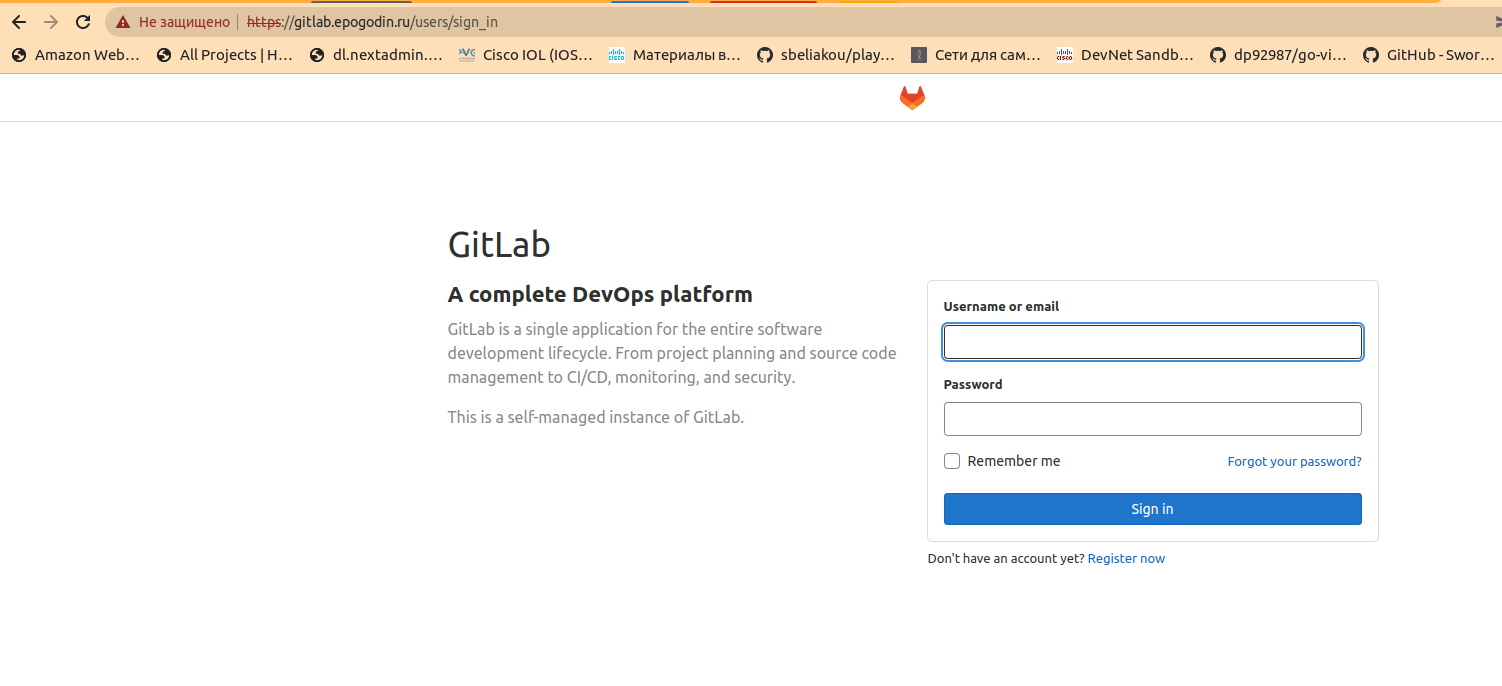 Не защищено https://gitlab.epogodin.ru/users/sign_in
Amazon Web… All Projects | H… dl.nextadmin.… Cisco IOL (IOS… Материалы в… sbeliakou/play… Сети для сам… DevNet Sandb… dp92987/go-vi… GitHub - Swor…
GitLab
A complete DevOps platform
GitLab is a single application for the entire software
development lifecycle. From project planning and source code
management to CI/CD, monitoring, and security.
This is a self-managed instance of GitLab.
Username or email
Password
Remember me Forgot your password?
Sign in
Don't have an account yet? Register now